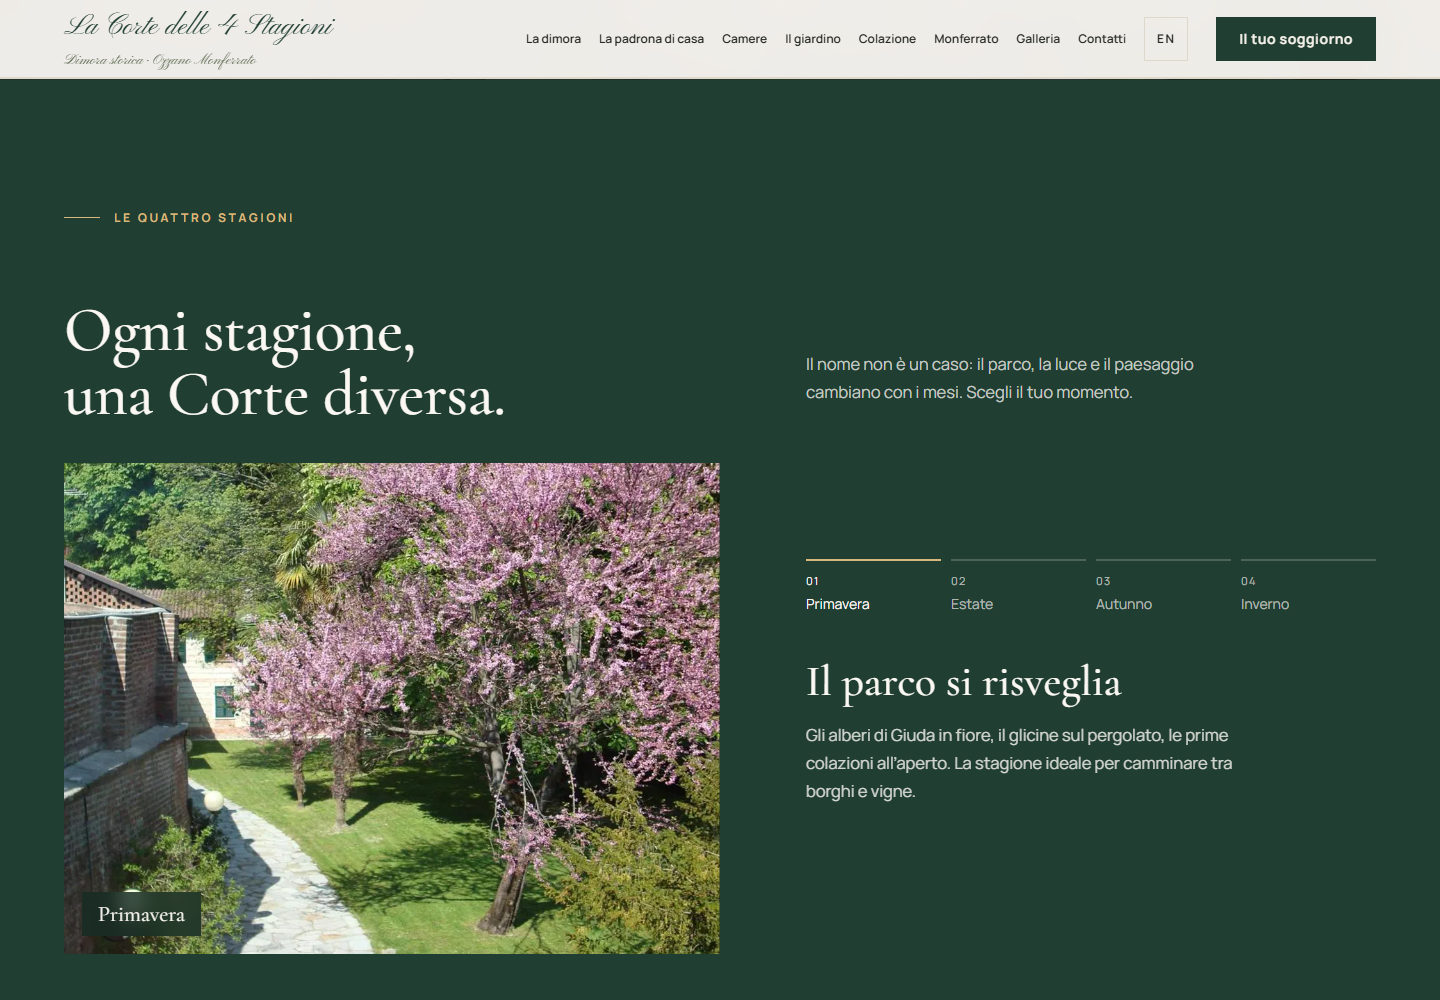 La Corte delle 4 Stagioni
Dimora storica - Ozzano Monferrato
La dimora La padrona di casa Camere Il giardino Colazione Monferrato Galleria Contatti EN Il tuo soggiorno
LE QUATTRO STAGIONI
Ogni stagione,
una Corte diversa.
Il nome non è un caso: il parco, la luce e il paesaggio
cambiano con i mesi. Scegli il tuo momento.
01 02 03 04
Primavera Estate Autunno Inverno
Il parco si risveglia
Gli alberi di Giuda in fiore, il glicine sul pergolato, le prime
colazioni all'aperto. La stagione ideale per camminare tra
borghi e vigne.
Primavera